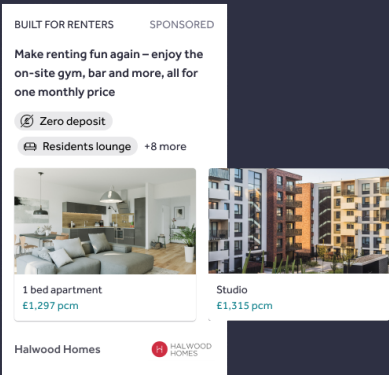 BUILT FOR RENTERS SPONSORED
Make renting fun again – enjoy the
on-site gym, bar and more, all for
one monthly price
Zero deposit
Residents lounge +8 more
1 bed apartment
£1,297 pcm
Studio
£1,315 pcm
Halwood Homes
H HALWOOD
HOMES